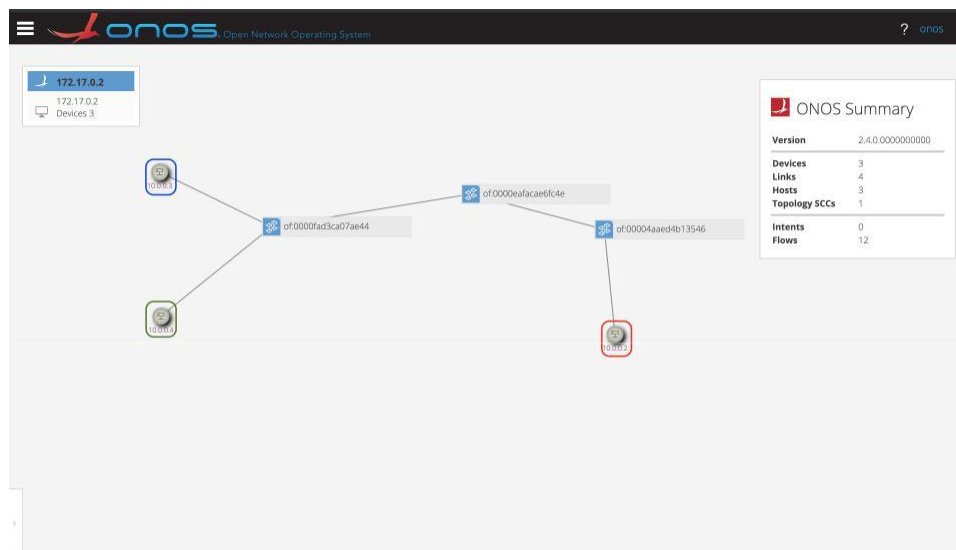 onos Open Network Operating System
? onos
172.17.0.2
172.17.0.2
Devices 3
ONOS Summary
Version 2.4.0.0000000000
Devices 3
Links 4
Hosts 3
Topology SCCs 1
Intents 0
Flows 12
10.0.0.3
of:0000eafacae6fc4e
of:0000fad3ca07ae44
of:00004aaed4b13546
10.0.0.4
10.0.0.2